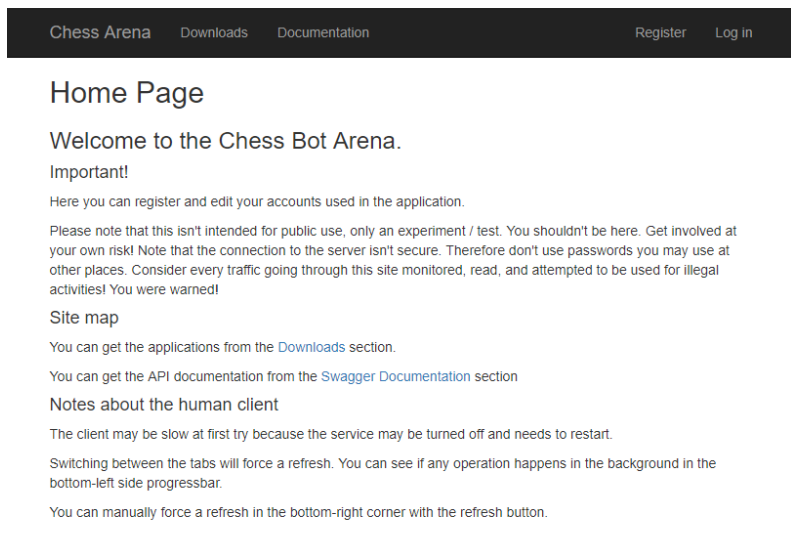 Chess Arena Downloads Documentation Register Log in
Home Page
Welcome to the Chess Bot Arena.
Important!
Here you can register and edit your accounts used in the application.
Please note that this isn't intended for public use, only an experiment / test. You shouldn't be here. Get involved at
your own risk! Note that the connection to the server isn't secure. Therefore don't use passwords you may use at
other places. Consider every traffic going through this site monitored, read, and attempted to be used for illegal
activities! You were warned!
Site map
You can get the applications from the Downloads section.
You can get the API documentation from the Swagger Documentation section
Notes about the human client
The client may be slow at first try because the service may be turned off and needs to restart.
Switching between the tabs will force a refresh. You can see if any operation happens in the background in the
bottom-left side progressbar.
You can manually force a refresh in the bottom-right corner with the refresh button.